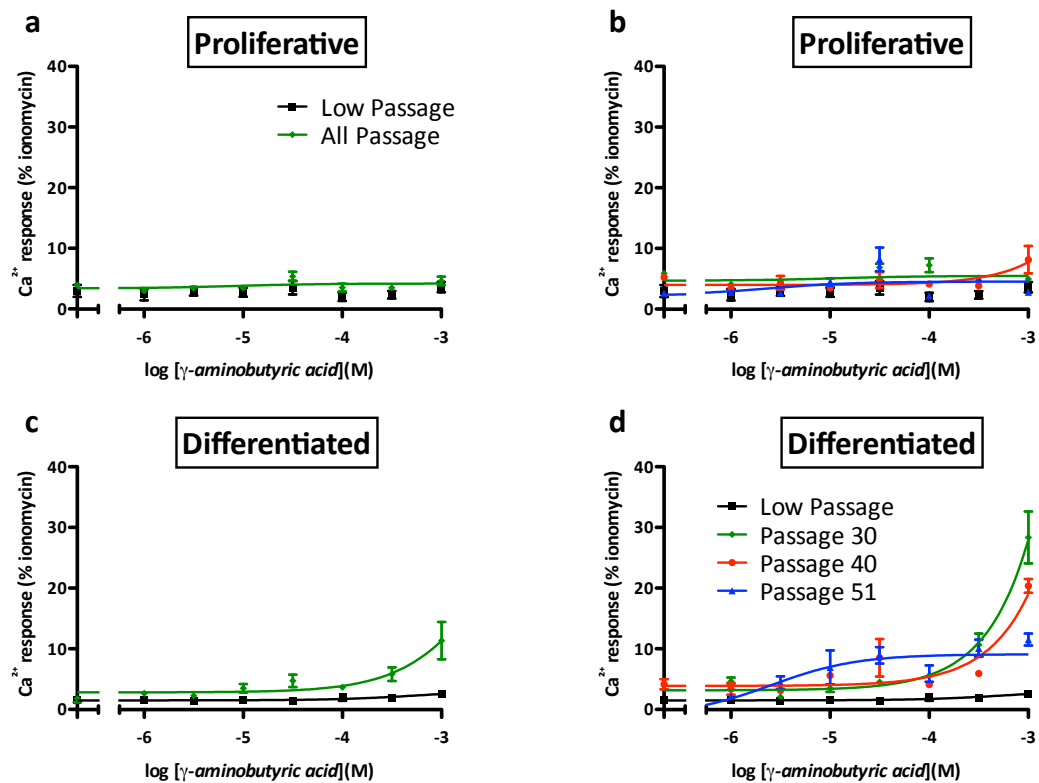 a
Proliferative
Ca²⁺ response (% ionomycin)
40
30
20
10
0
Low Passage
All Passage
-6
-5
-4
-3
log [γ-aminobutyric acid](M)
b
Proliferative
Ca²⁺ response (% ionomycin)
40
30
20
10
0
-6
-5
-4
-3
log [γ-aminobutyric acid](M)
c
Differentiated
Ca²⁺ response (% ionomycin)
40
30
20
10
0
-6
-5
-4
-3
log [γ-aminobutyric acid](M)
d
Differentiated
Ca²⁺ response (% ionomycin)
40
30
20
10
0
Low Passage
Passage 30
Passage 40
Passage 51
-6
-5
-4
-3
log [γ-aminobutyric acid](M)